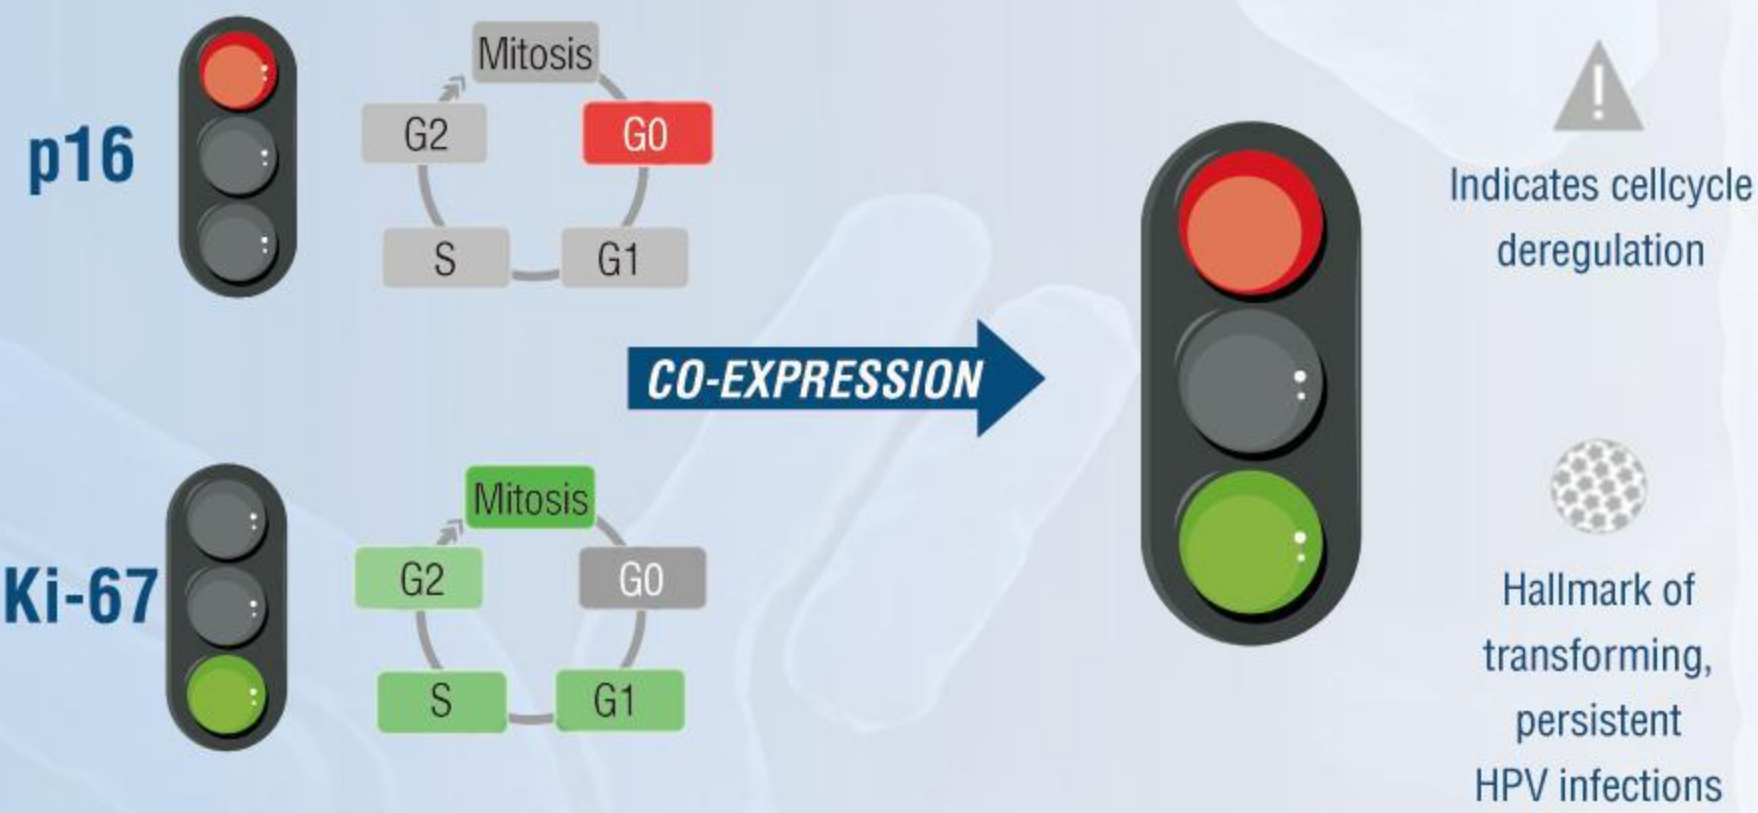 p16
Mitosis
G2
G0
S
G1
CO-EXPRESSION
Ki-67
Mitosis
G2
G0
S
G1
Indicates cellcycle
deregulation
Hallmark of
transforming,
persistent
HPV infections